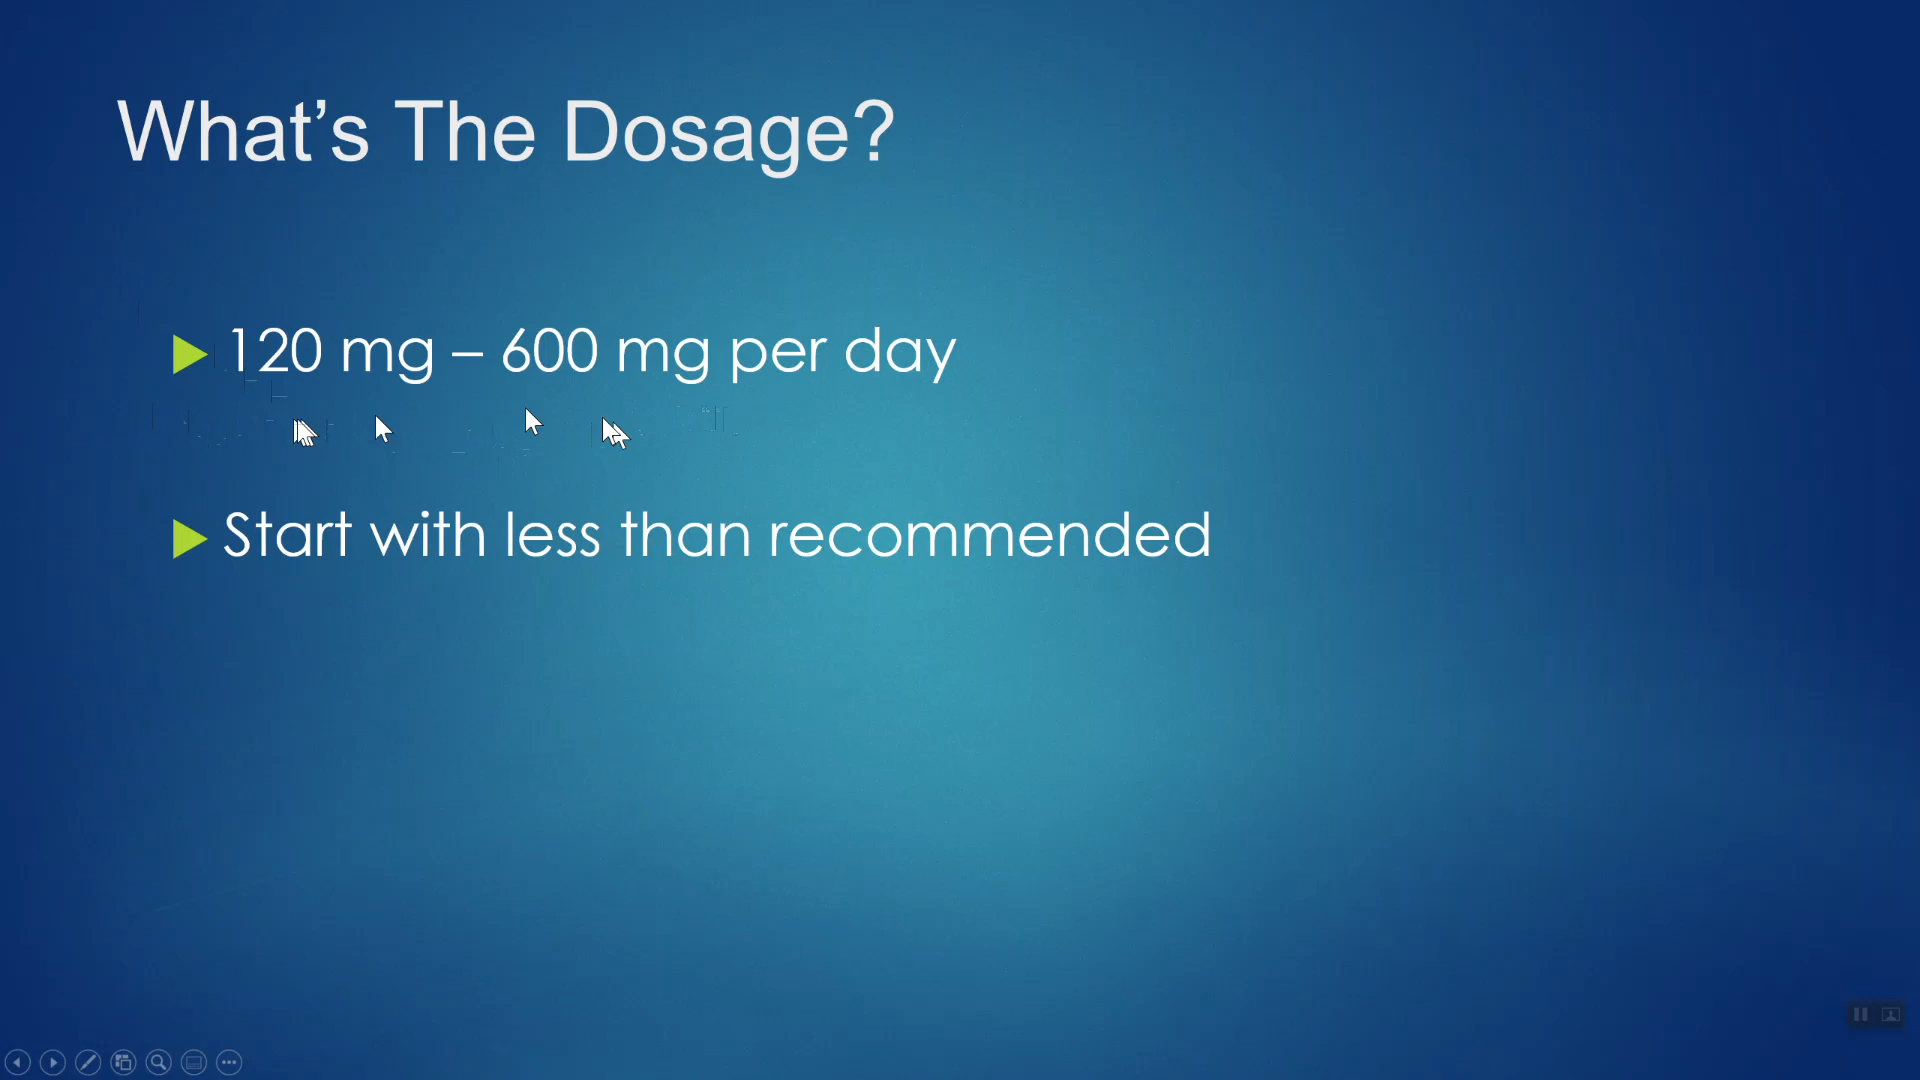 What’s The Dosage?
120 mg – 600 mg per day
Start with less than recommended